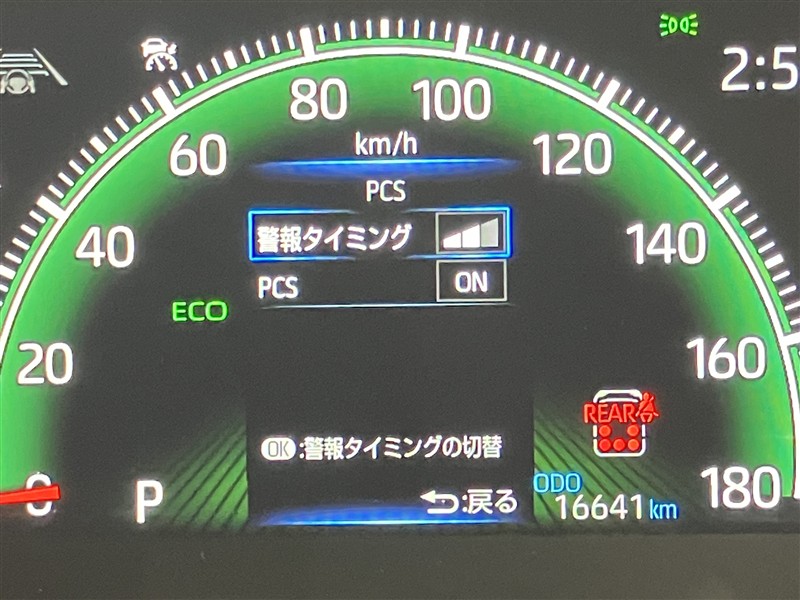 2:5
80
100
km/h
60
120
PCS
警報タイミング
40
140
PCS
ON
ECO
20
160
REAR
OK:警報タイミングの切替
0
P
:戻る
ODO
16641 km
180